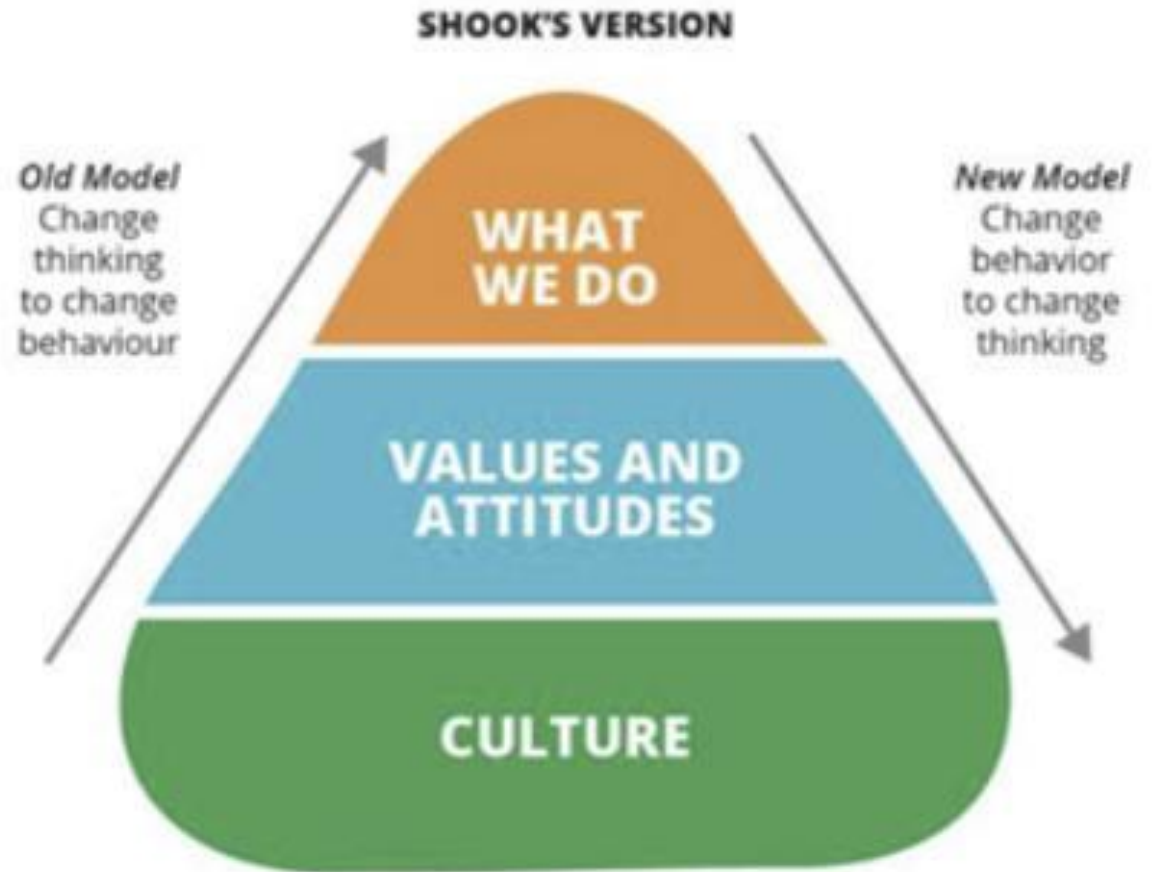 SHOOK'S VERSION
Old Model
Change
thinking
to change
behaviour
New Model
Change
behavior
to change
thinking
WHAT
WE DO
VALUES AND
ATTITUDES
CULTURE